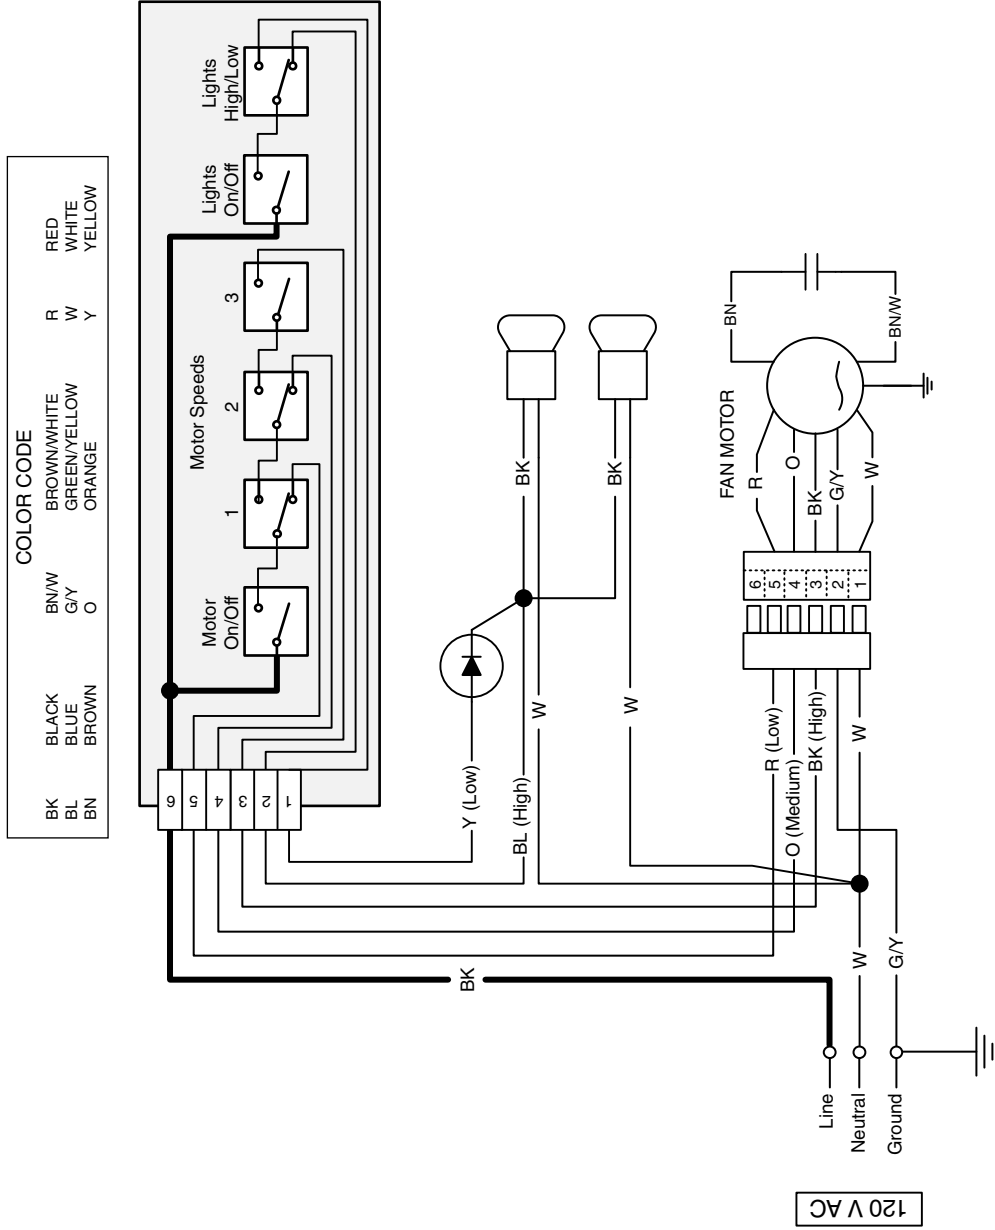 COLOR CODE
BK BLACK BN/W BROWN/WHITE R RED
BL BLUE G/Y GREEN/YELLOW W WHITE
BN BROWN O ORANGE Y YELLOW
Motor
On/Off
Motor Speeds
1
2
3
Lights
On/Off
Lights
High/Low
6
5
4
3
2
1
BK
Y (Low)
BL (High)
W
W
BK
BK
R (Low)
O (Medium)
BK (High)
W
6
5
4
3
2
1
FAN MOTOR
R
O
BK
G/Y
W
BN
BN/W
W
G/Y
Line
Neutral
Ground
120 V AC